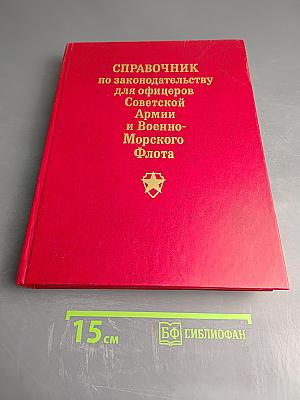 СПРАВОЧНИК
по законодательству
для офицеров
Советской
Армии
и Военно-
Морского
Флота
15 см
БФ БИБЛИОФАН